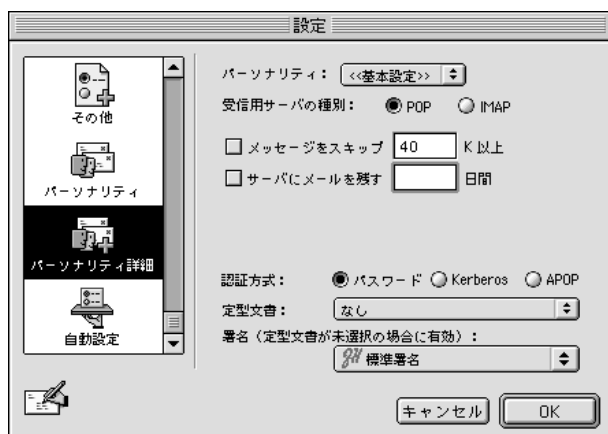 設定
その他
パーソナリティ
パーソナリティ詳細
自動設定
パーソナリティ： <<基本設定>>
受信用サーバの種別： POP IMAP
メッセージをスキップ 40 K 以上
サーバにメールを残す 日間
認証方式： パスワード Kerberos APOP
定型文書： なし
署名（定型文書が未選択の場合に有効）：
標準署名
キャンセル OK